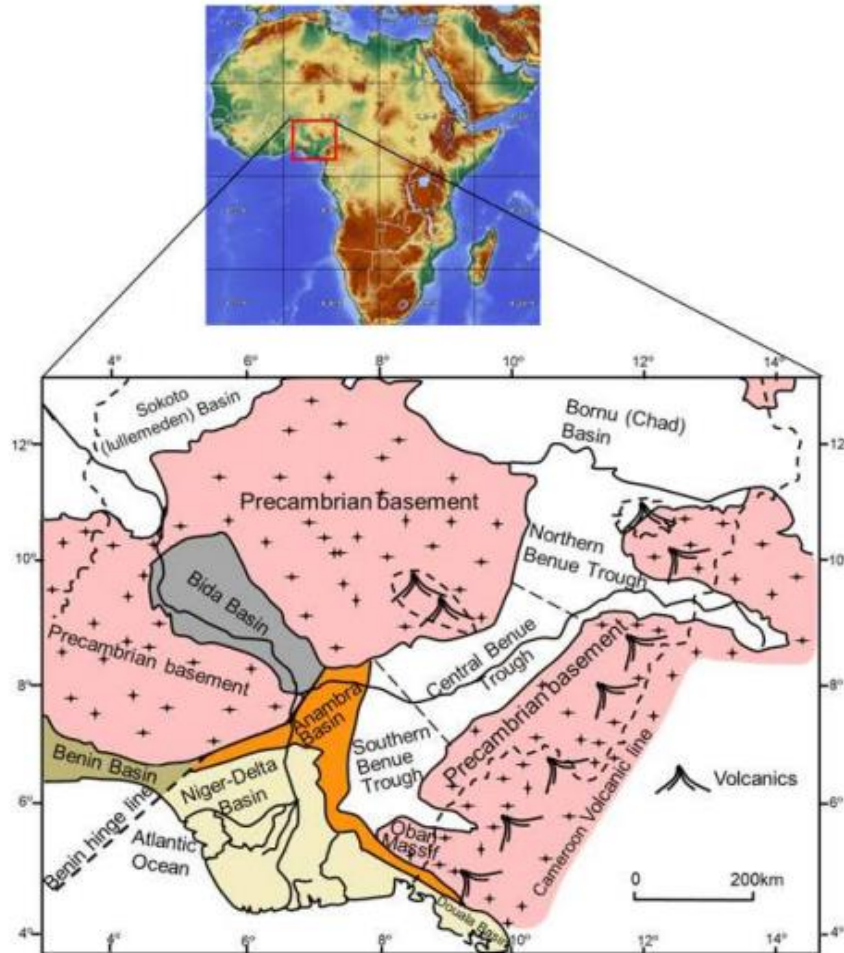 4° 6° 8° 10° 12° 14°
Sokoto
(Iullemeden) Basin
Bornu (Chad)
Basin
12° 12°
Precambrian basement
Northern
Benue Trough
10° 10°
Bida Basin
Precambrian basement
Central Benue
Trough
Precambrian basement
8° 8°
Anambra
Basin
Southern
Benue
Trough
Benin Basin
Niger-Delta
Basin
Volcanics
6° 6°
Benin hinge line
Atlantic
Ocean
Oban
Massif
Cameroon Volcanic line
0 200km
Douala Basin
4° 4°
4° 6° 8° 10° 12° 14°